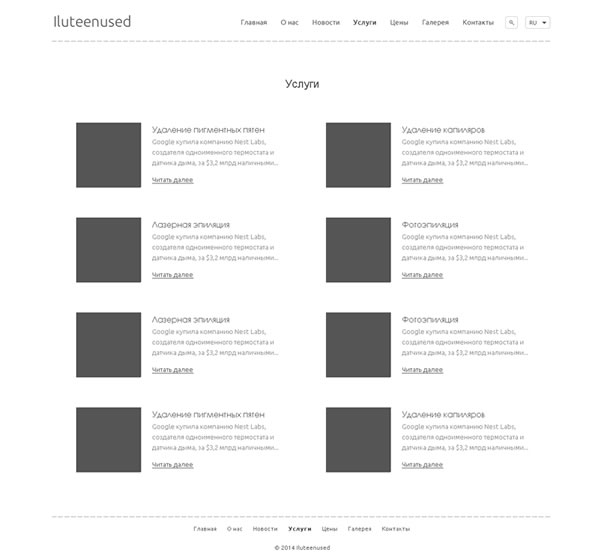 Iluteenused
Главная О нас Новости Услуги Цены Галерея Контакты RU
Услуги
Удаление пигментных пятен
Google купила компанию Nest Labs,
создателя одноименного термостата и
датчика дыма, за $3,2 млрд наличными...
Читать далее
Удаление капиляров
Google купила компанию Nest Labs,
создателя одноименного термостата и
датчика дыма, за $3,2 млрд наличными...
Читать далее
Лазерная эпиляция
Google купила компанию Nest Labs,
создателя одноименного термостата и
датчика дыма, за $3,2 млрд наличными...
Читать далее
Фотоэпиляция
Google купила компанию Nest Labs,
создателя одноименного термостата и
датчика дыма, за $3,2 млрд наличными...
Читать далее
Лазерная эпиляция
Google купила компанию Nest Labs,
создателя одноименного термостата и
датчика дыма, за $3,2 млрд наличными...
Читать далее
Фотоэпиляция
Google купила компанию Nest Labs,
создателя одноименного термостата и
датчика дыма, за $3,2 млрд наличными...
Читать далее
Удаление пигментных пятен
Google купила компанию Nest Labs,
создателя одноименного термостата и
датчика дыма, за $3,2 млрд наличными...
Читать далее
Удаление капиляров
Google купила компанию Nest Labs,
создателя одноименного термостата и
датчика дыма, за $3,2 млрд наличными...
Читать далее
Главная О нас Новости Услуги Цены Галерея Контакты
© 2014 Iluteenused